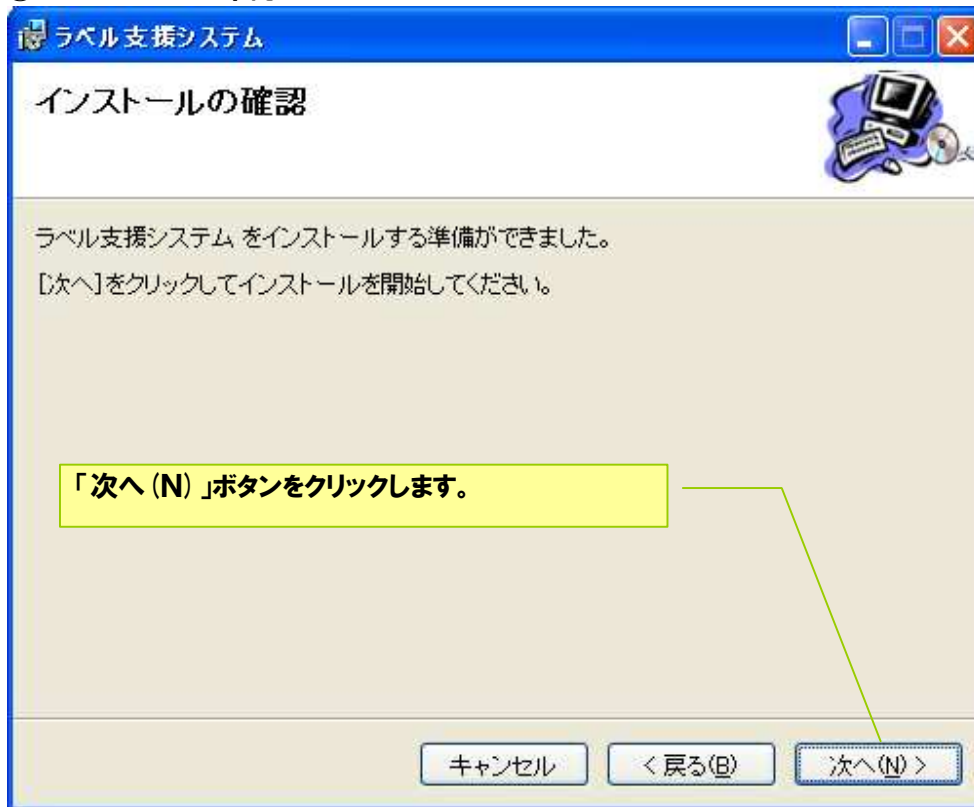 ラベル支援システム
インストールの確認
ラベル支援システム をインストールする準備ができました。
[次へ]をクリックしてインストールを開始してください。
「次へ(N)」ボタンをクリックします。
キャンセル
< 戻る(B)
次へ(N) >